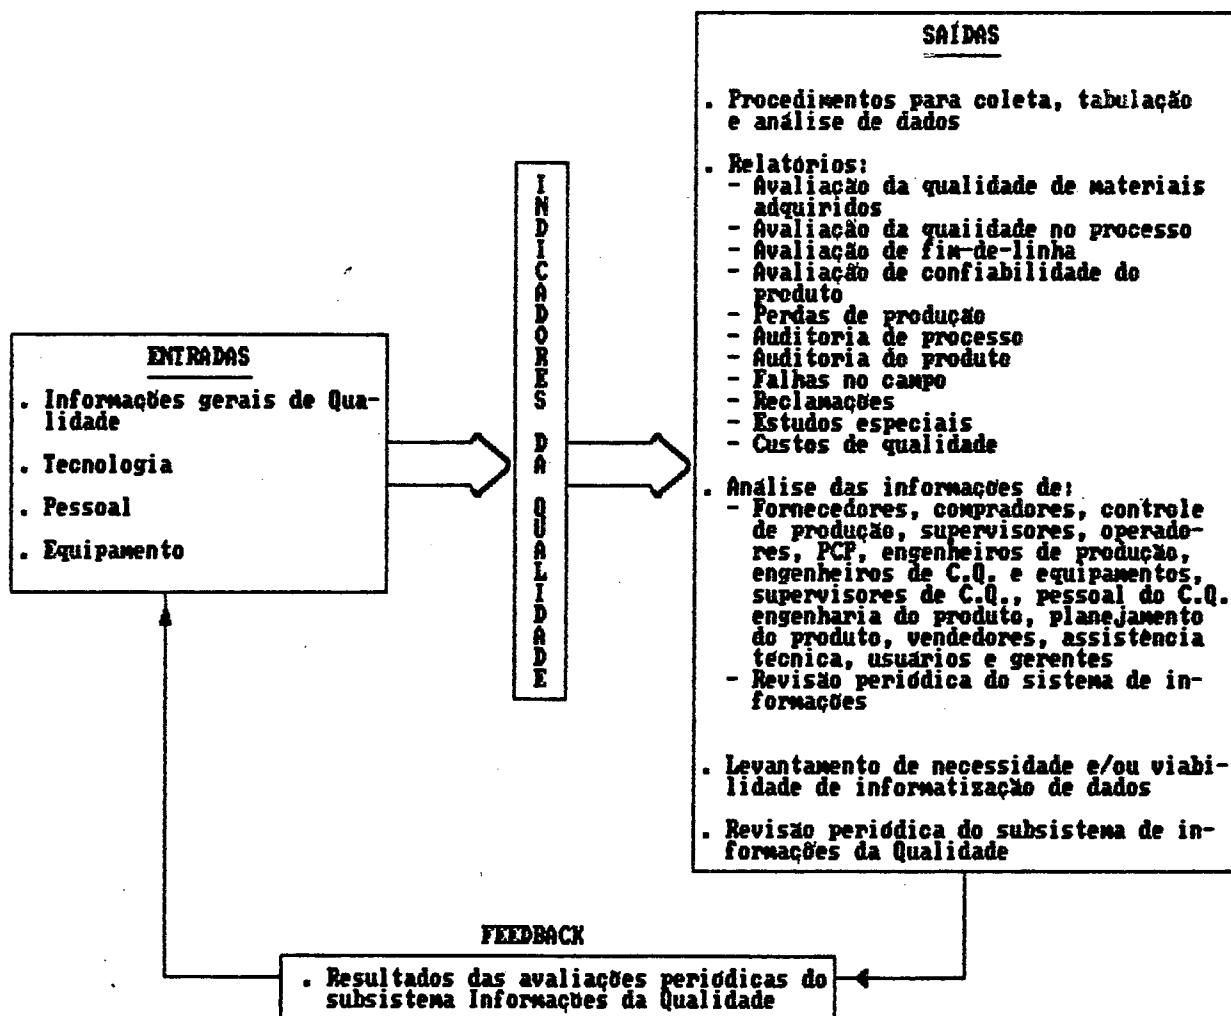 ENTRADAS
. Informações gerais de Qua-
lidade
. Tecnologia
. Pessoal
. Equipamento
INDICADORES DA QUALIDADE
SAÍDAS
. Procedimentos para coleta, tabulação
e análise de dados
. Relatórios:
- Avaliação da qualidade de materiais
adquiridos
- Avaliação da qualidade no processo
- Avaliação de fim-de-linha
- Avaliação de confiabilidade do
produto
- Perdas de produção
- Auditoria de processo
- Auditoria do produto
- Falhas no campo
- Reclamações
- Estudos especiais
- Custos de qualidade
. Análise das informações de:
- Fornecedores, compradores, controle
de produção, supervisores, operado-
res, PCP, engenheiros de produção,
engenheiros de C.Q. e equipamentos,
supervisores de C.Q., pessoal do C.Q.
engenharia do produto, planejamento
do produto, vendedores, assistência
técnica, usuários e gerentes
- Revisão periódica do sistema de in-
formações
. Levantamento de necessidade e/ou viabi-
lidade de informatização de dados
. Revisão periódica do subsistema de in-
formações da Qualidade
FEEDBACK
. Resultados das avaliações periódicas do
subsistema Informações da Qualidade